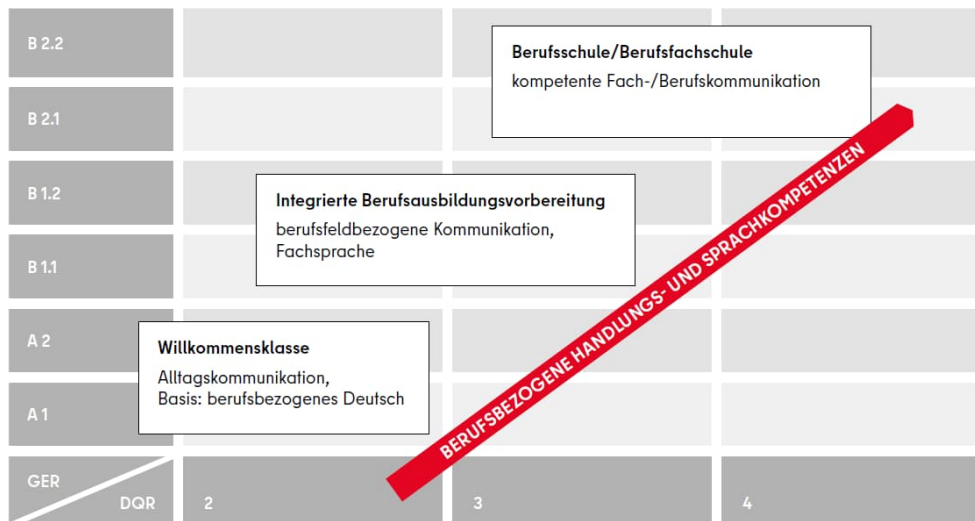 B 2.2
Berufsschule/Berufsfachschule
kompetente Fach-/Berufskommunikation
B 2.1
B 1.2
Integrierte Berufsausbildungsvorbereitung
berufsfeldbezogene Kommunikation,
Fachsprache
B 1.1
A 2
Willkommensklasse
Alltagskommunikation,
Basis: berufsbezogenes Deutsch
A 1
BERUFSBEZOGENE HANDLUNGS- UND SPRACHKOMPETENZEN
GER
DQR
2
3
4